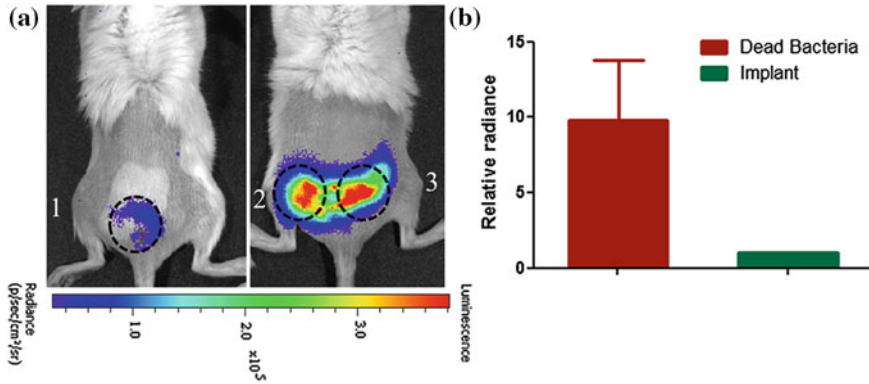 (a)
1
2
3
Radiance
(p/sec/cm²/sr)
1.0
2.0
3.0
x10⁵
Luminescence
(b)
Relative radiance
15
10
5
0
Dead Bacteria
Implant